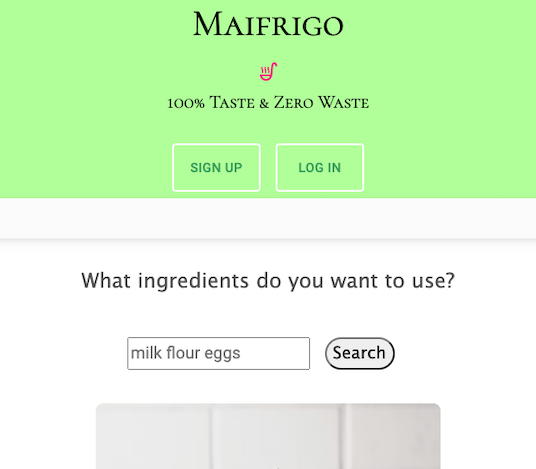 Maifrigo
100% Taste & Zero Waste
SIGN UP LOG IN
What ingredients do you want to use?
milk flour eggs Search